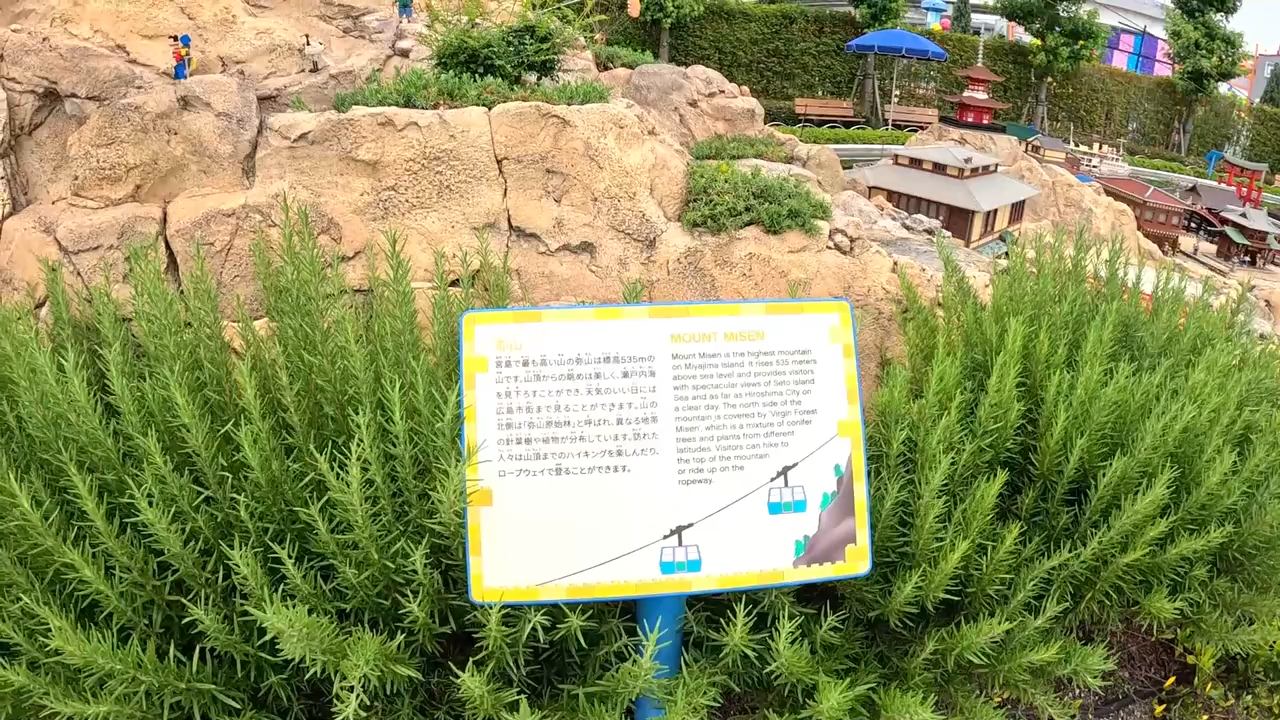 弥山
宮島で最も高い山の弥山は標高535mの
山です。山頂からの眺めは美しく、瀬戸内海
を見下ろすことができ、天気のいい日には
広島市街まで見ることができます。山の
北側は「弥山原始林」と呼ばれ、異なる地帯
の針葉樹や植物が分布しています。訪れた
人々は山頂までのハイキングを楽しんだり、
ロープウェイで登ることができます。
MOUNT MISEN
Mount Misen is the highest mountain
on Miyajima Island. It rises 535 meters
above sea level and provides visitors
with spectacular views of Seto Island
Sea and as far as Hiroshima City on
a clear day. The north side of the
mountain is covered by 'Virgin Forest
Misen', which is a mixture of conifer
trees and plants from different
latitudes. Visitors can hike to
the top of the mountain
or ride up on the
ropeway.